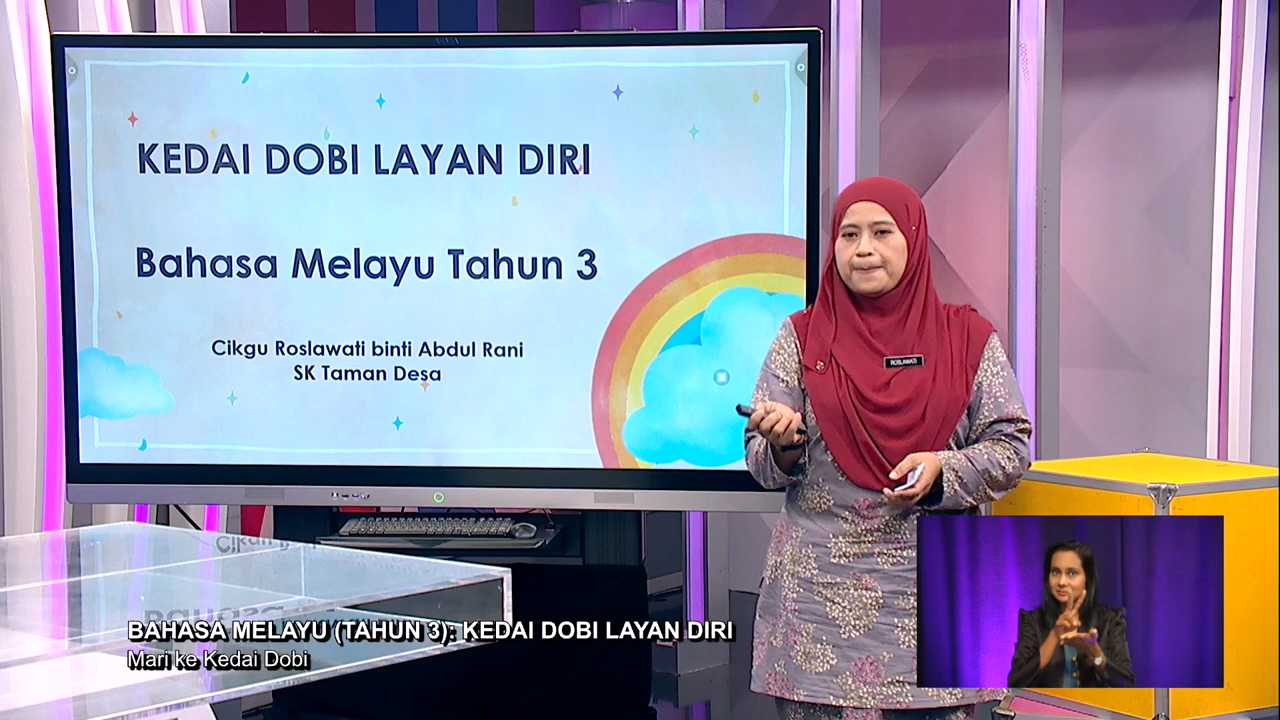 KEDAI DOBI LAYAN DIRI
Bahasa Melayu Tahun 3
Cikgu Roslawati binti Abdul Rani
SK Taman Desa
ROSLAWATI
BAHASA MELAYU (TAHUN 3): KEDAI DOBI LAYAN DIRI
Mari ke Kedai Dobi